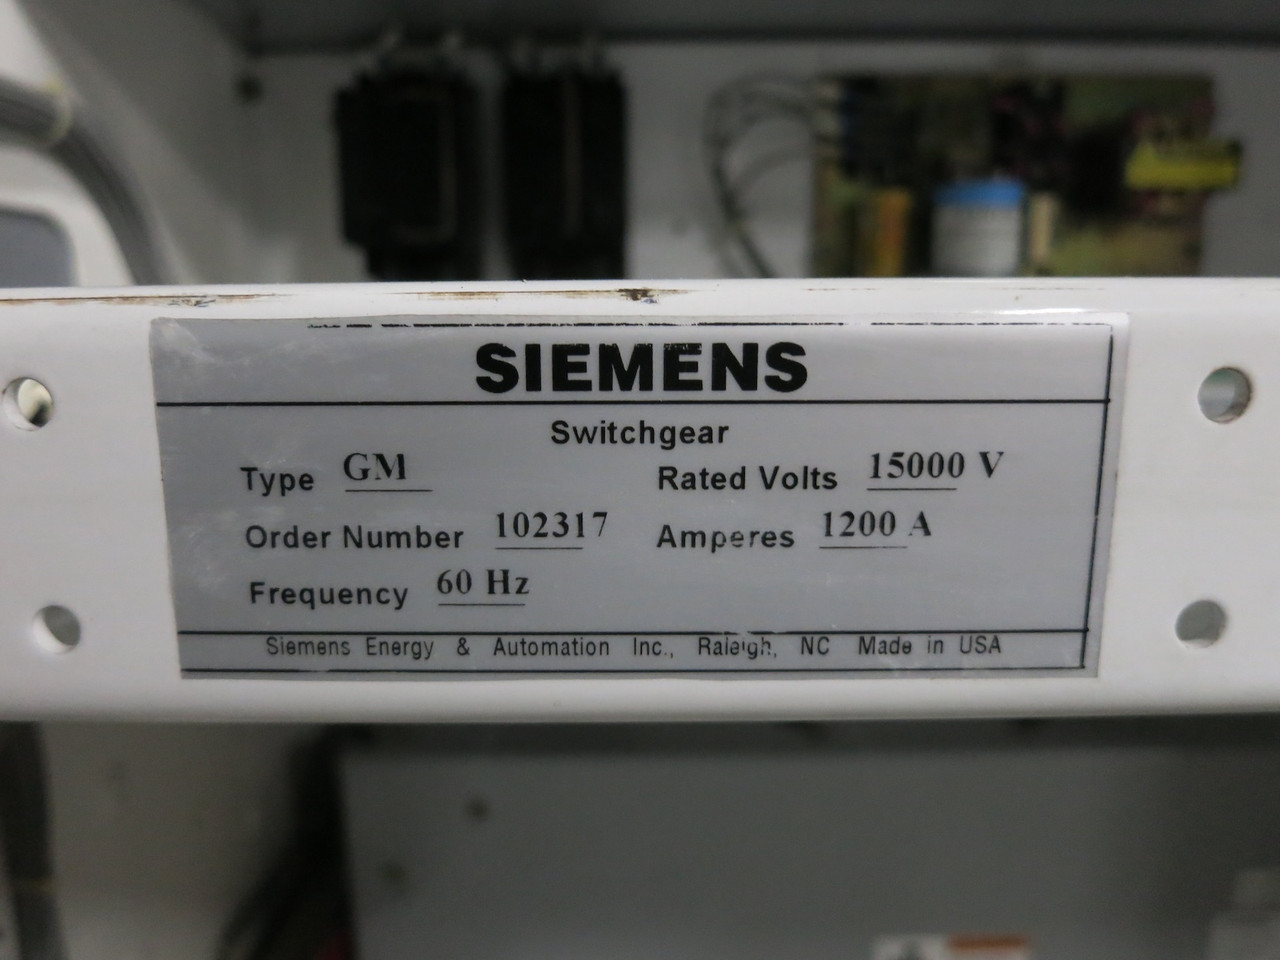 SIEMENS
Switchgear
Type GM Rated Volts 15000 V
Order Number 102317 Amperes 1200 A
Frequency 60 Hz
Siemens Energy & Automation Inc., Raleigh, NC Made in USA